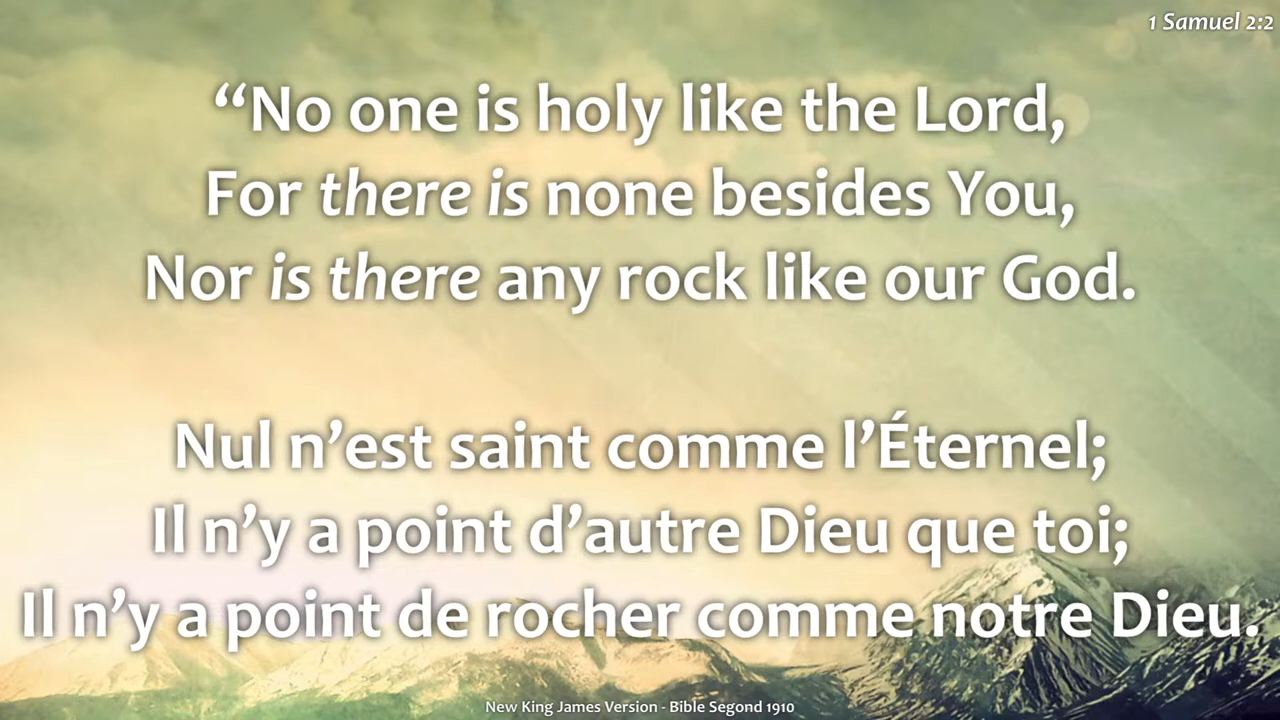 1 Samuel 2:2
“No one is holy like the Lord,
For there is none besides You,
Nor is there any rock like our God.
Nul n’est saint comme l’Éternel;
Il n’y a point d’autre Dieu que toi;
Il n’y a point de rocher comme notre Dieu.
New King James Version - Bible Segond 1910